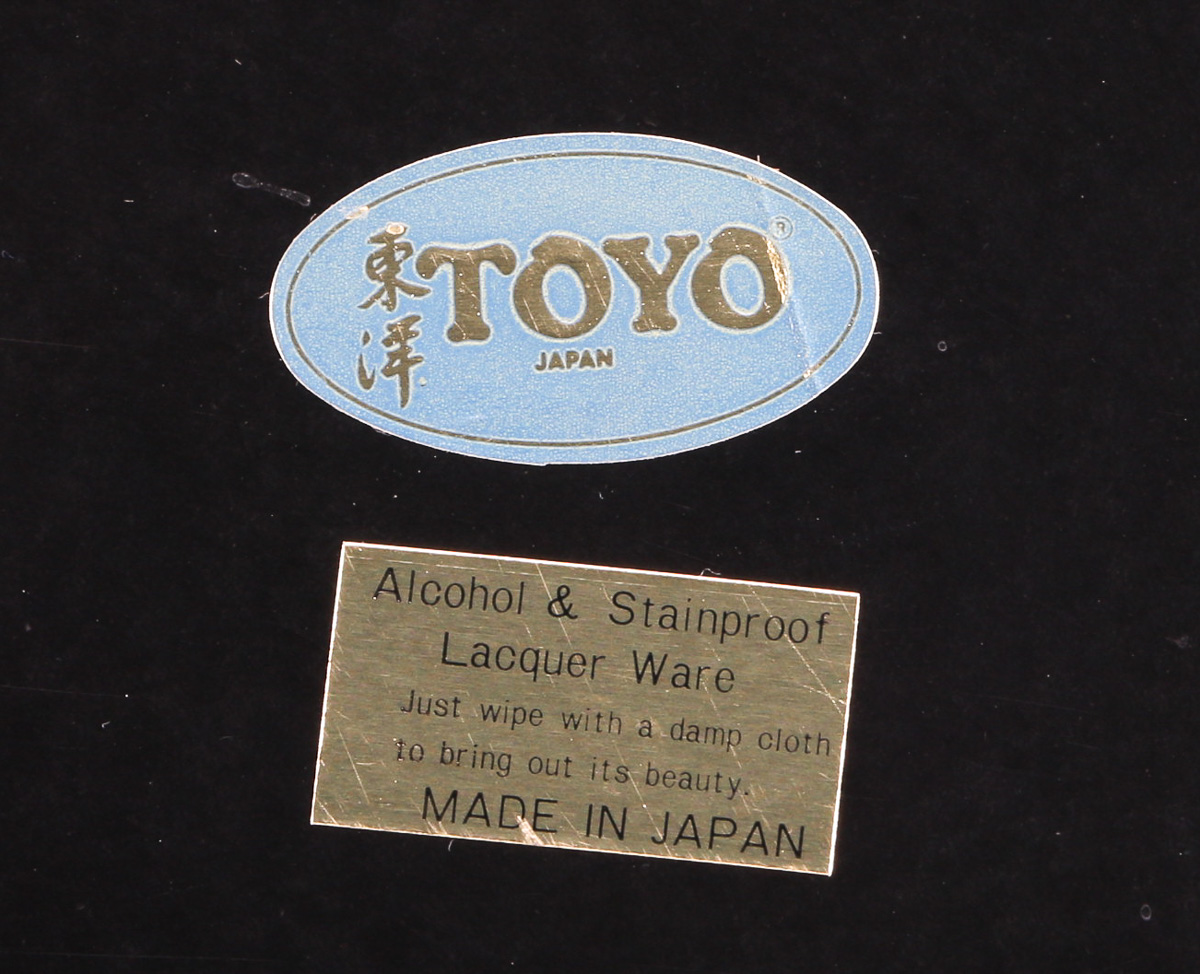 東洋
TOYO®
JAPAN
Alcohol & Stainproof
Lacquer Ware
Just wipe with a damp cloth
to bring out its beauty.
MADE IN JAPAN